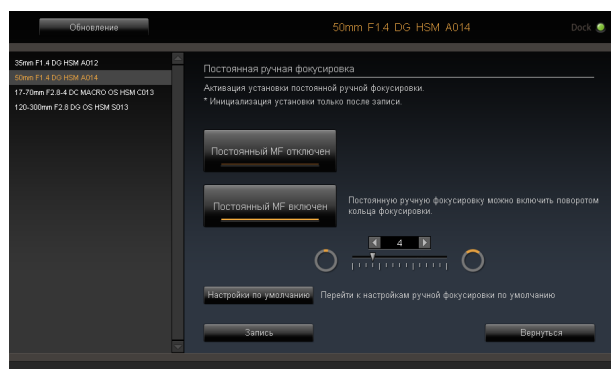 Обновление
50mm F1.4 DG HSM A014
Dock
35mm F1.4 DG HSM A012
50mm F1.4 DG HSM A014
17-70mm F2.8-4 DC MACRO OS HSM C013
120-300mm F2.8 DG OS HSM S013
Постоянная ручная фокусировка
Активация установки постоянной ручной фокусировки.
* Инициализация установки только после записи.
Постоянный MF отключен
Постоянный MF включен
Постоянную ручную фокусировку можно включить поворотом
кольца фокусировки.
4
Настройки по умолчанию
Перейти к настройкам ручной фокусировки по умолчанию
Запись
Вернуться